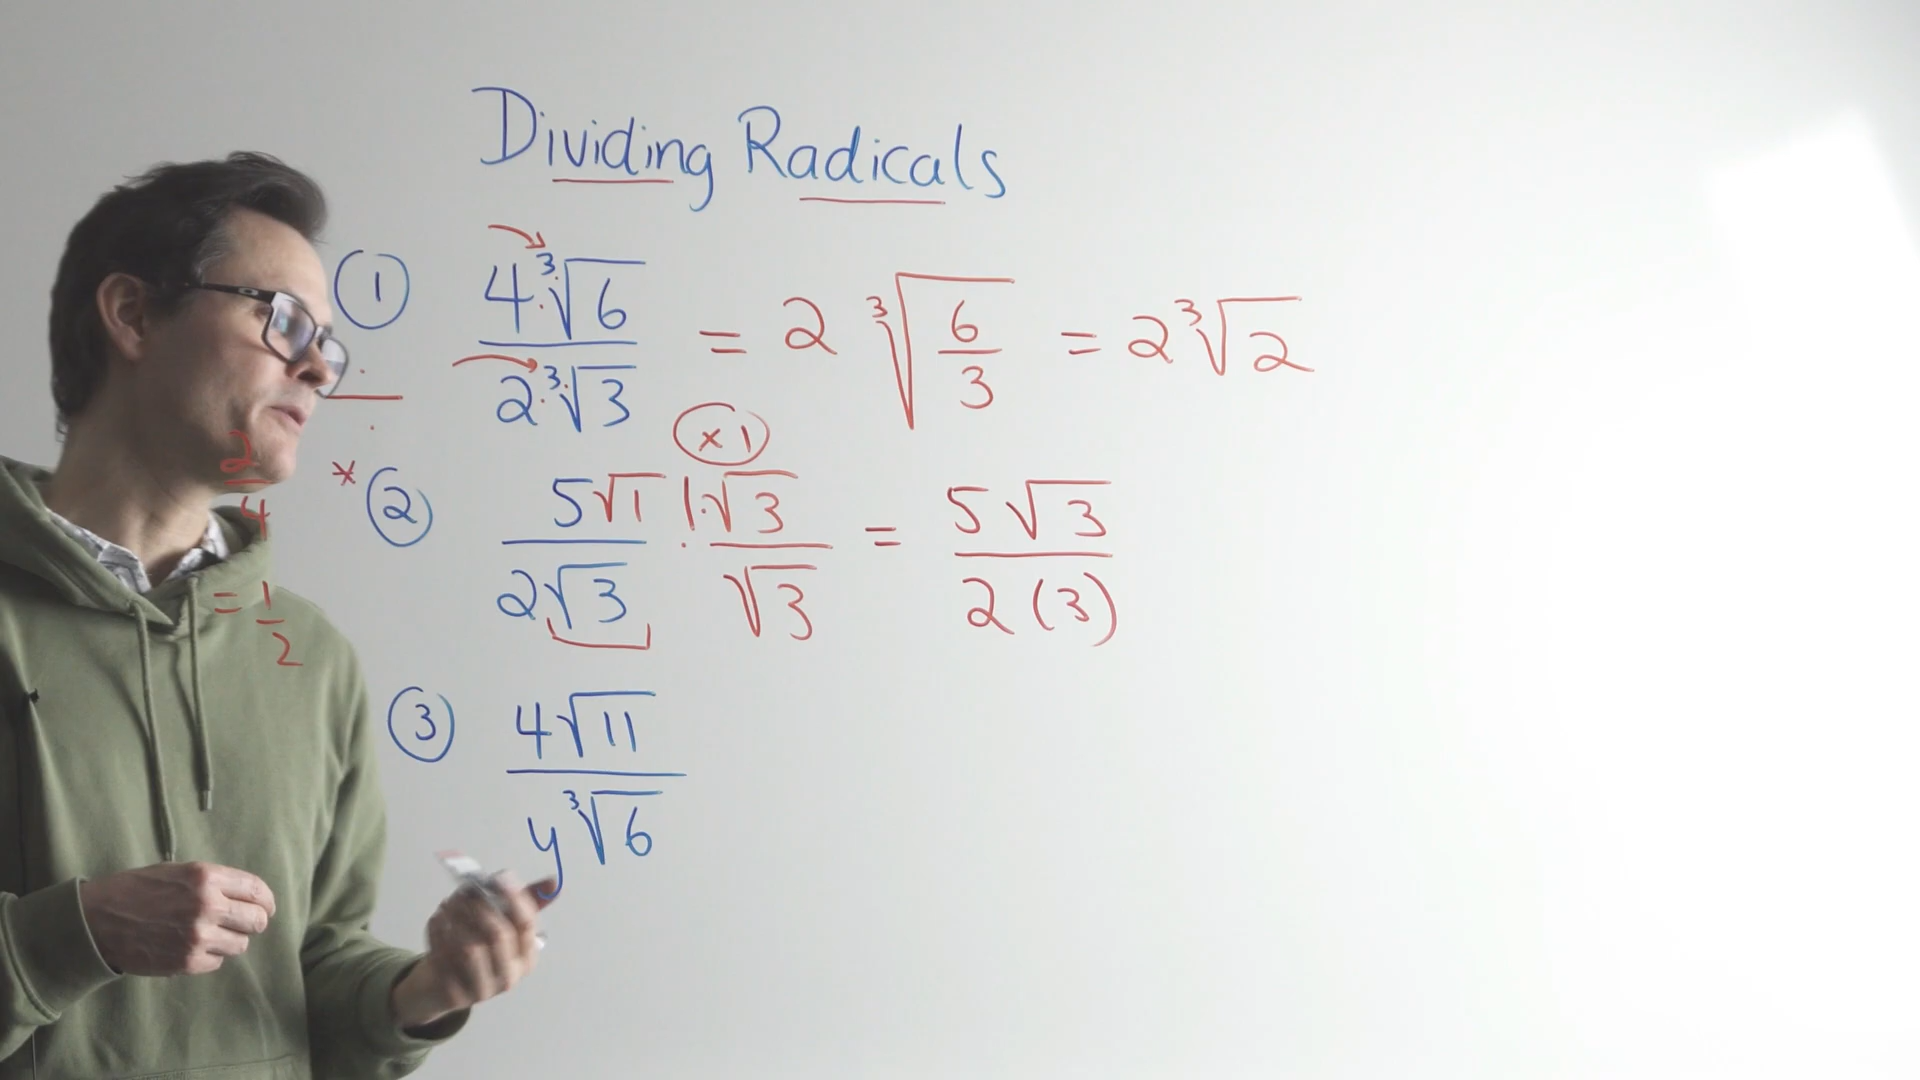 Dividing Radicals
① 4·∛6 / 2·∛3 = 2 ∛(6/3) = 2∛2
× 1
* ② 5√1 / 2√3 · 1·√3 / √3 = 5√3 / 2(3)
2/4
= 1/2
③ 4√11 / y∛6